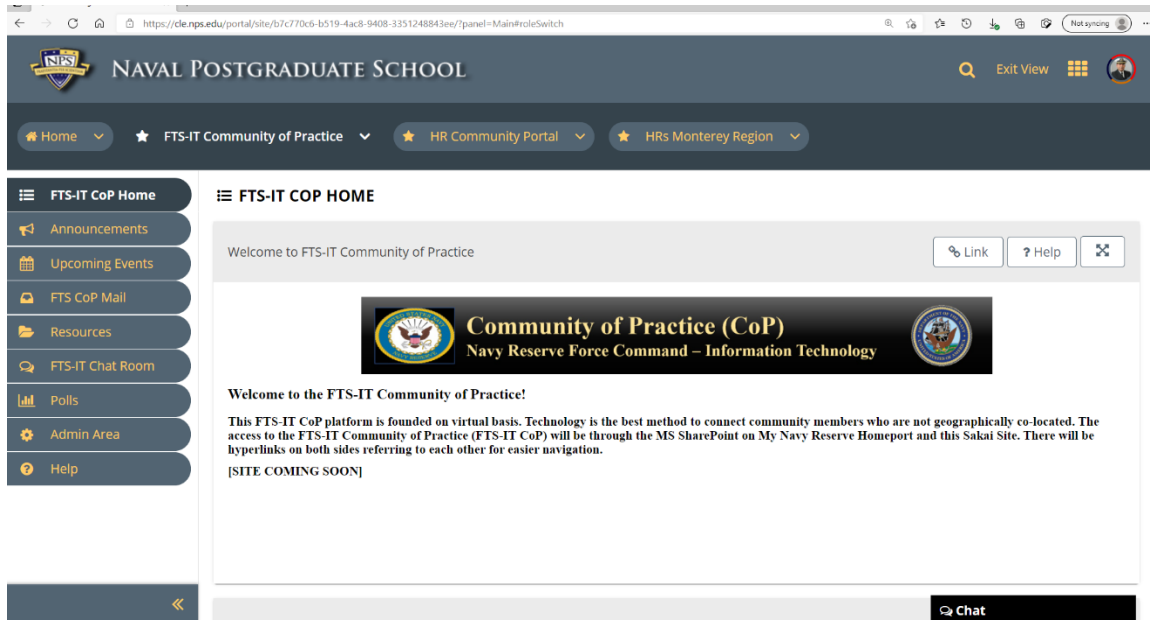 https://cle.nps.edu/portal/site/b7c770c6-b519-4ac8-9408-3351248843ee/?panel=Main#roleSwitch
Not syncing
NPS
NAVAL POSTGRADUATE SCHOOL
Exit View
Home
FTS-IT Community of Practice
HR Community Portal
HRs Monterey Region
FTS-IT CoP Home
Announcements
Upcoming Events
FTS CoP Mail
Resources
FTS-IT Chat Room
Polls
Admin Area
Help
FTS-IT COP HOME
Welcome to FTS-IT Community of Practice
Link
? Help
Community of Practice (CoP)
Navy Reserve Force Command – Information Technology
Welcome to the FTS-IT Community of Practice!
This FTS-IT CoP platform is founded on virtual basis. Technology is the best method to connect community members who are not geographically co-located. The
access to the FTS-IT Community of Practice (FTS-IT CoP) will be through the MS SharePoint on My Navy Reserve Homeport and this Sakai Site. There will be
hyperlinks on both sides referring to each other for easier navigation.
[SITE COMING SOON]
Chat